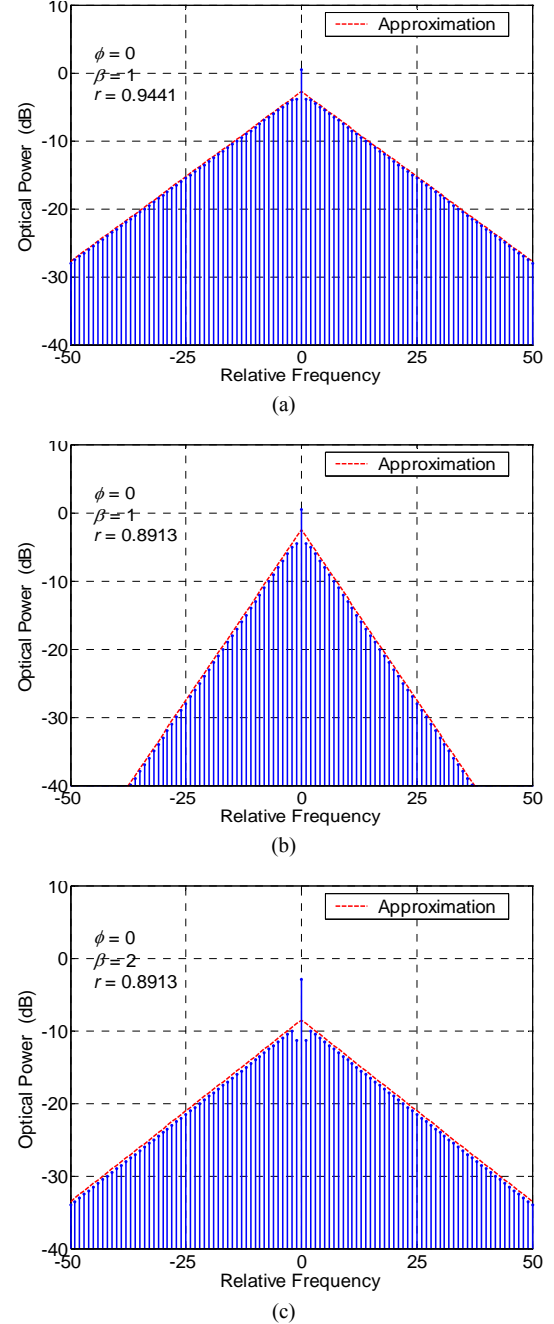 10
Approximation
ϕ = 0
β = 1
r = 0.9441
0
-10
-20
-30
-40
Optical Power (dB)
-50
-25
0
25
50
Relative Frequency
(a)
10
Approximation
ϕ = 0
β = 1
r = 0.8913
0
-10
-20
-30
-40
Optical Power (dB)
-50
-25
0
25
50
Relative Frequency
(b)
10
Approximation
ϕ = 0
β = 2
r = 0.8913
0
-10
-20
-30
-40
Optical Power (dB)
-50
-25
0
25
50
Relative Frequency
(c)